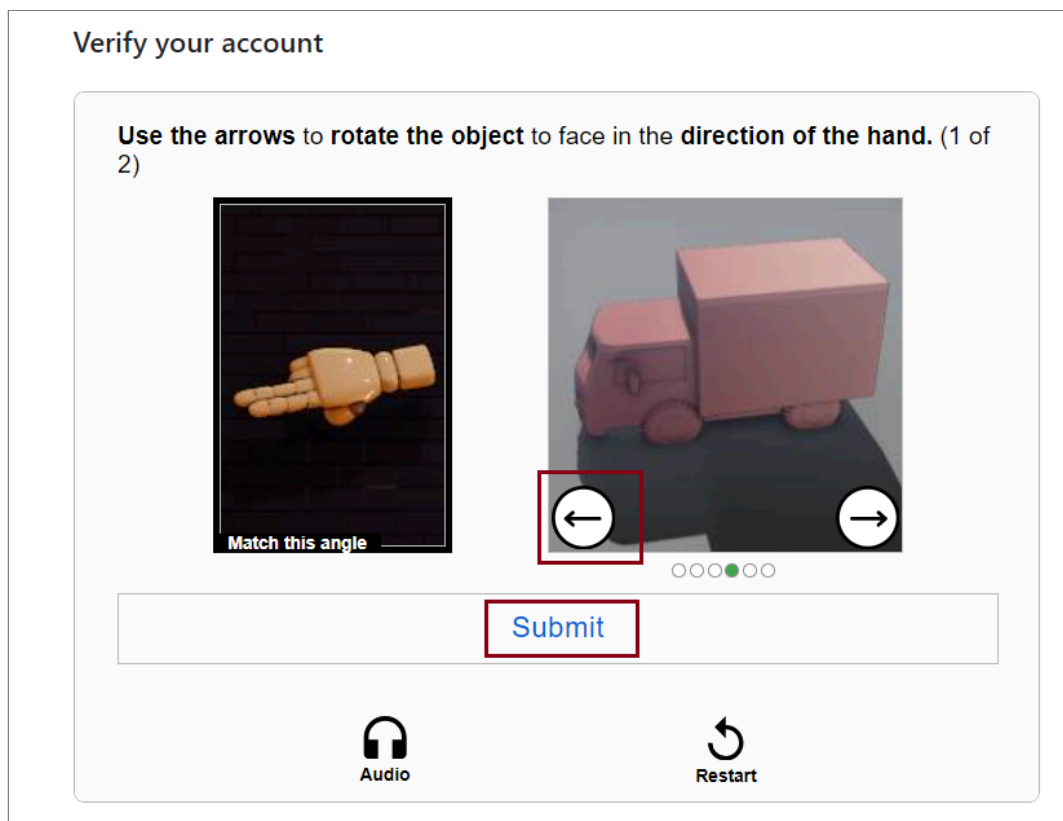 Verify your account
Use the arrows to rotate the object to face in the direction of the hand. (1 of
2)
Match this angle
Submit
Audio
Restart